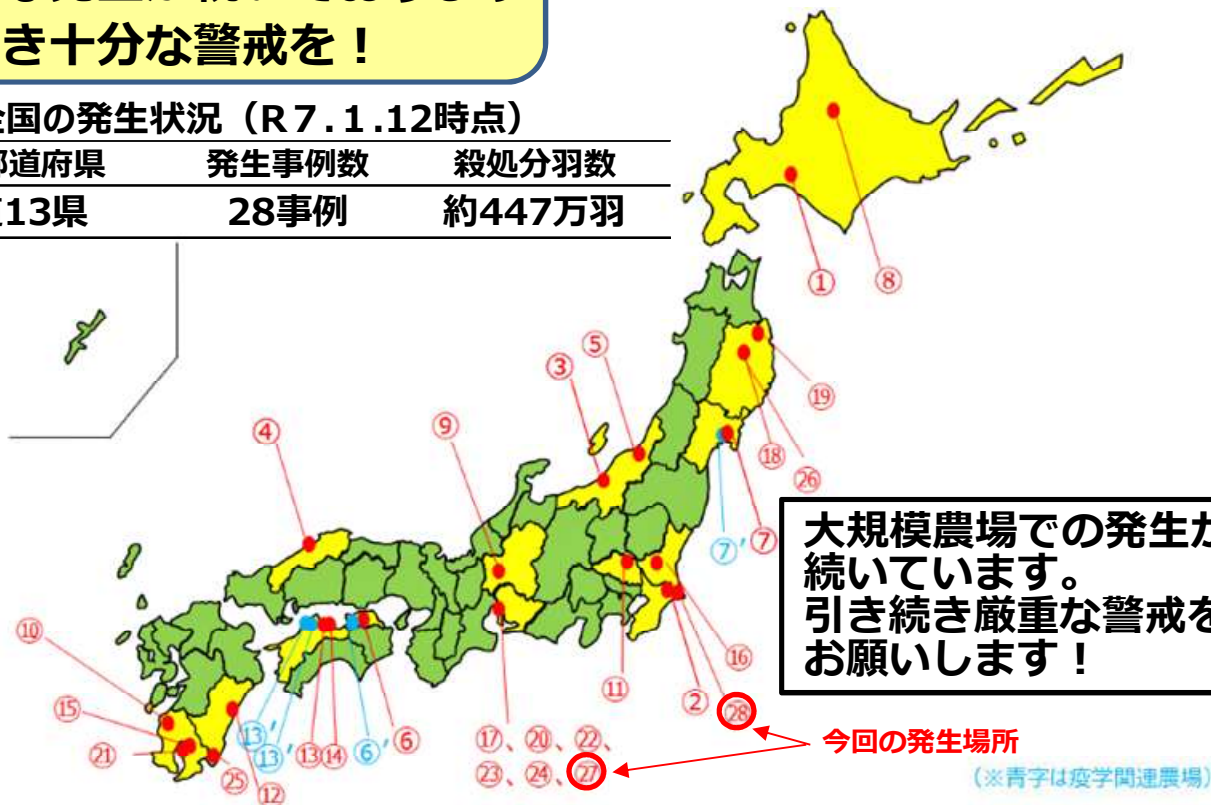 き十分な警戒を！
全国の発生状況（Ｒ７.１.12時点）
都道府県 発生事例数 殺処分羽数
13県 28事例 約447万羽
① ⑧
⑤
③
⑲
④ ⑨
⑱
㉖
⑦' ⑦
大規模農場での発生が
続いています。
引き続き厳重な警戒を
お願いします！
⑩
⑯
⑪ ②
⑮
㉘
⑬' ⑬' ⑬ ⑭ ⑥' ⑥
㉑ ㉕ ⑫
⑰、⑳、㉒、
㉓、㉔、㉗
今回の発生場所
（※青字は疫学関連農場）